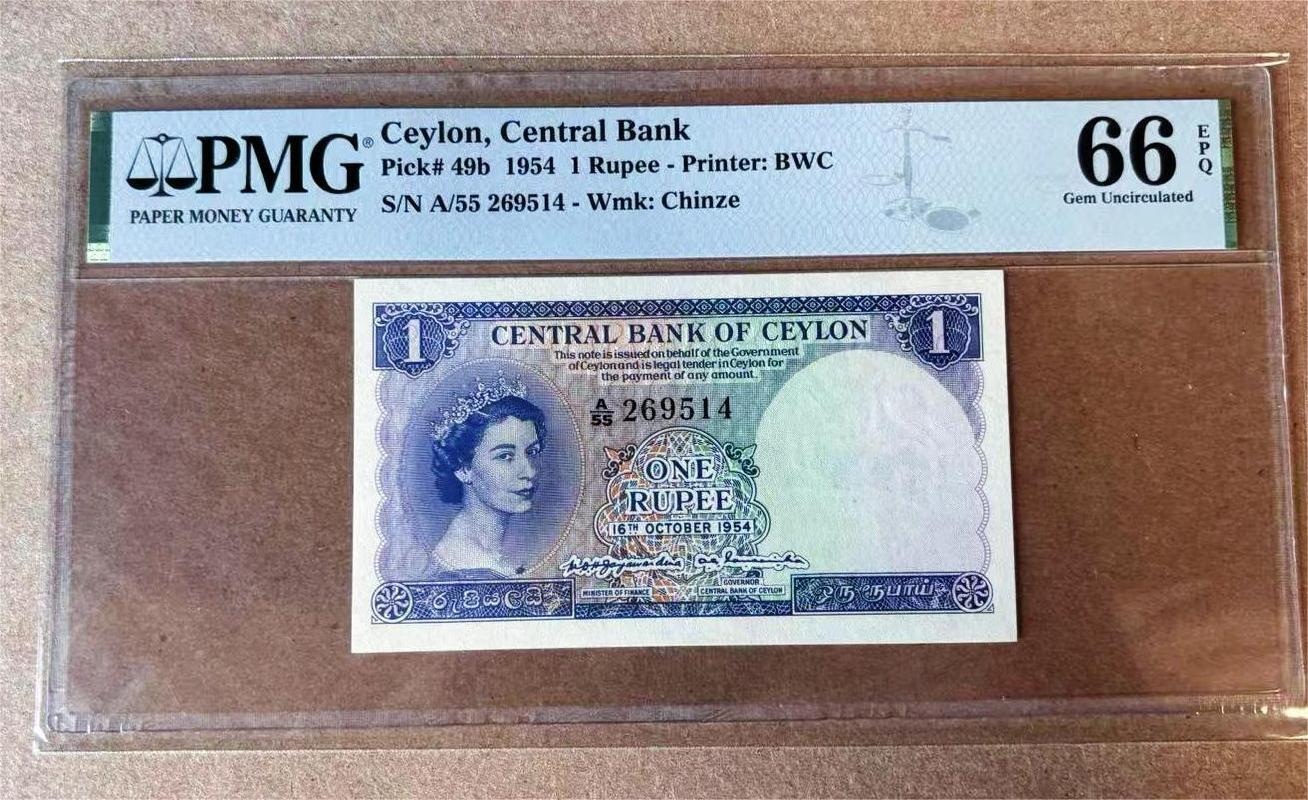 PMG®
PAPER MONEY GUARANTY
Ceylon, Central Bank
Pick# 49b 1954 1 Rupee - Printer: BWC
S/N A/55 269514 - Wmk: Chinze
66
EPQ
Gem Uncirculated
1
CENTRAL BANK OF CEYLON
1
This note is issued on behalf of the Government
of Ceylon and is legal tender in Ceylon for
the payment of any amount.
A/55 269514
ONE
RUPEE
16TH OCTOBER 1954
රුපියලයි
MINISTER OF FINANCE
GOVERNOR
CENTRAL BANK OF CEYLON
ஒரு ரூபாய்